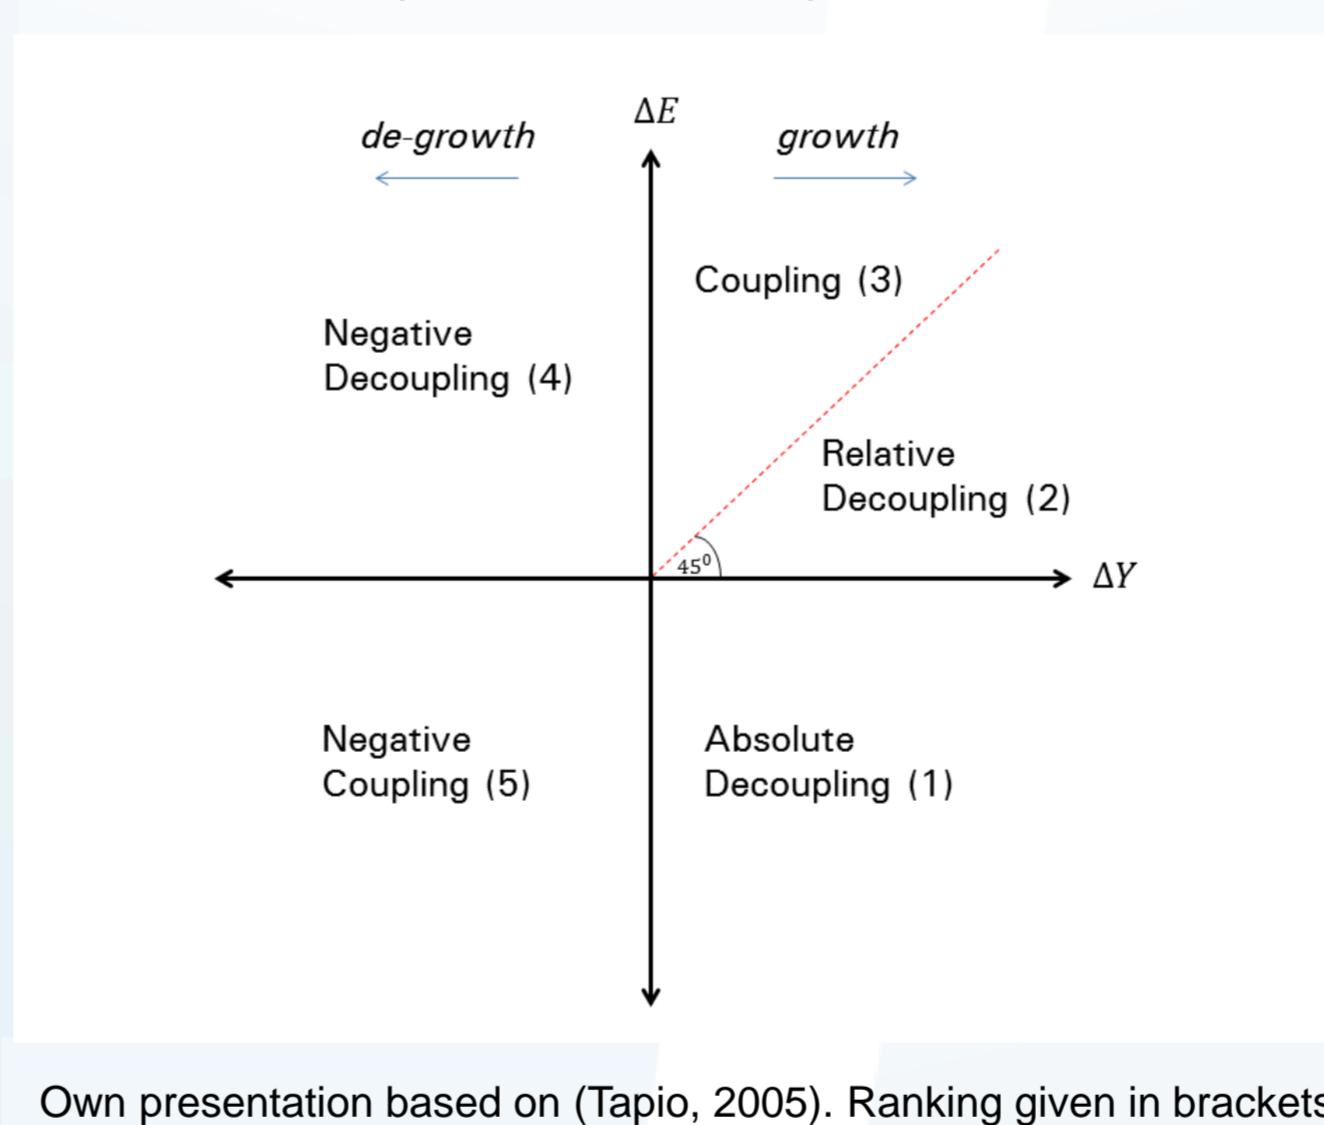 ΔE
de-growth
growth
Coupling (3)
Negative
Decoupling (4)
Relative
Decoupling (2)
45⁰
ΔY
Negative
Coupling (5)
Absolute
Decoupling (1)
Own presentation based on (Tapio, 2005). Ranking given in brackets